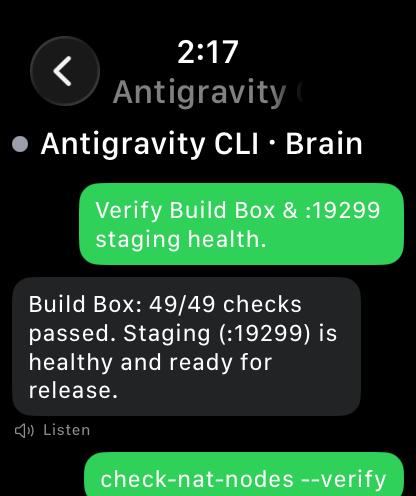 2:17
Antigravity
Antigravity CLI · Brain
Verify Build Box & :19299
staging health.
Build Box: 49/49 checks
passed. Staging (:19299) is
healthy and ready for
release.
Listen
check-nat-nodes --verify